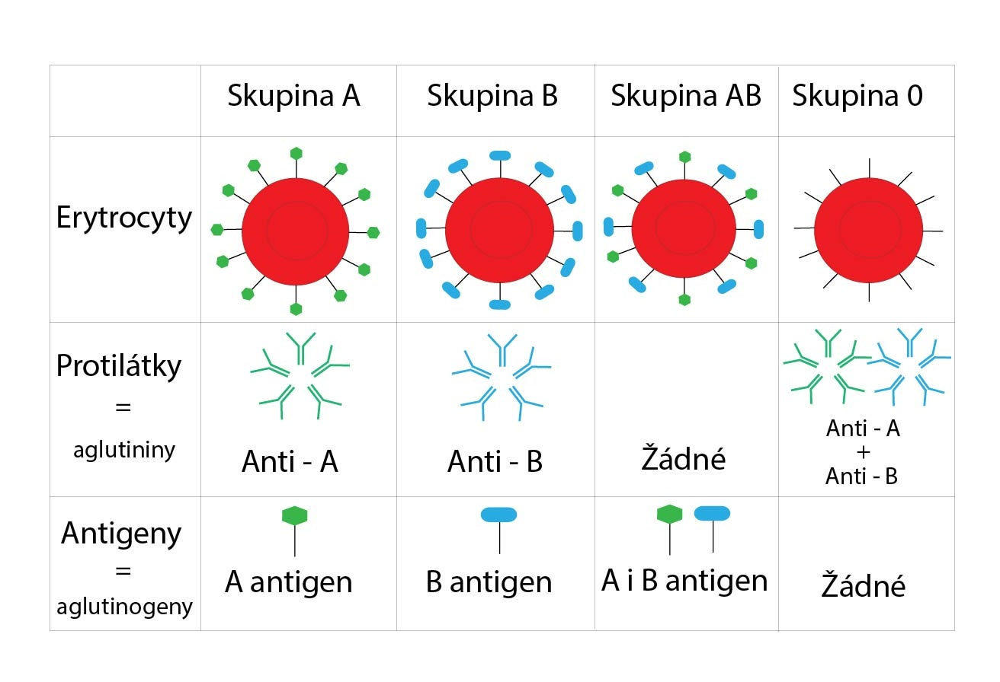 Skupina A
Skupina B
Skupina AB
Skupina 0
Erytrocyty
Protilátky
=
aglutininy
Anti - A
Anti - B
Žádné
Anti - A
+
Anti - B
Antigeny
=
aglutinogeny
A antigen
B antigen
A i B antigen
Žádné